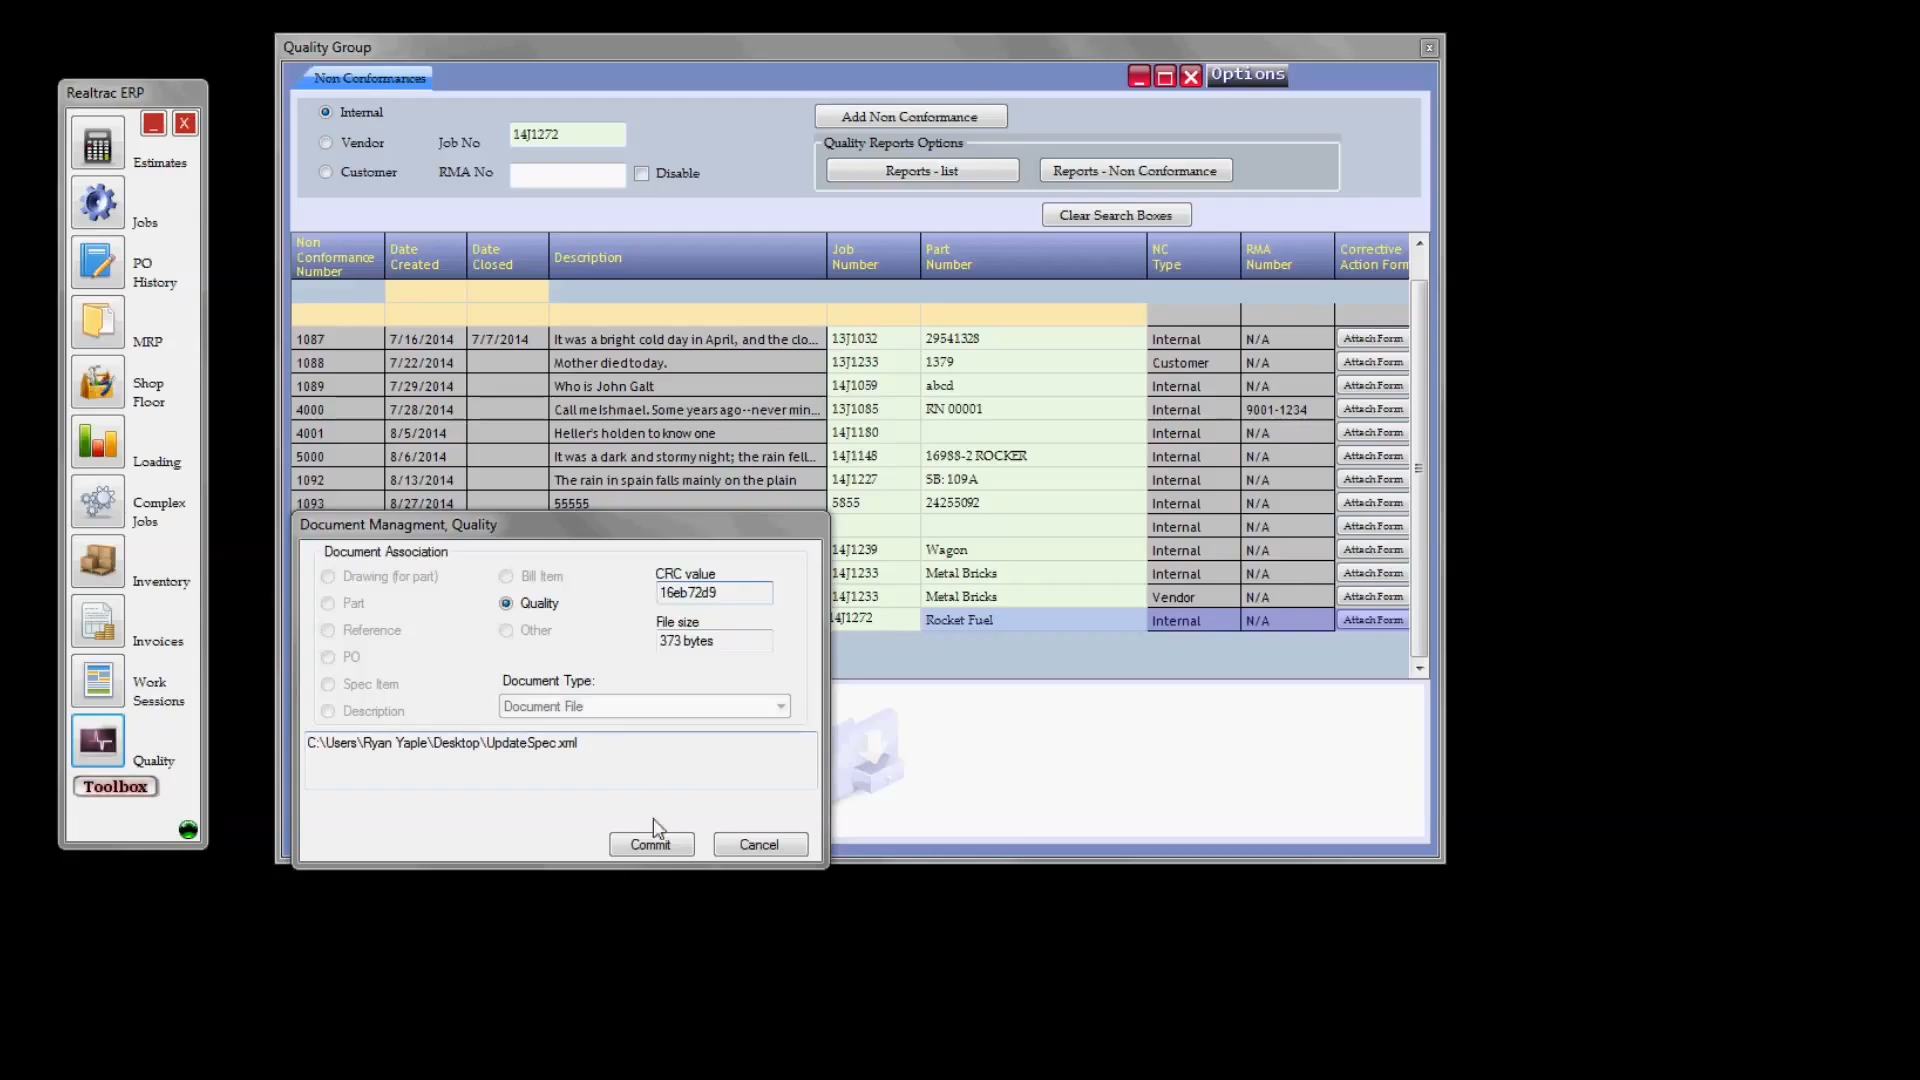 Realtrac ERP
Estimates
Jobs
PO
History
MRP
Shop
Floor
Loading
Complex
Jobs
Inventory
Invoices
Work
Sessions
Quality
Toolbox
Quality Group
Non Conformances
Options
Internal
Vendor
Customer
Job No 14J1272
RMA No
Disable
Add Non Conformance
Quality Reports Options
Reports - list
Reports - Non Conformance
Clear Search Boxes
Non
Conformance
Number
Date
Created
Date
Closed
Description
Job
Number
Part
Number
NC
Type
RMA
Number
Corrective
Action Form
1087 7/16/2014 7/7/2014 It was a bright cold day in April, and the clo... 13J1032 29541328 Internal N/A Attach Form
1088 7/22/2014 Mother died today. 13J1233 1379 Customer N/A Attach Form
1089 7/29/2014 Who is John Galt 14J1059 abcd Internal N/A Attach Form
4000 7/28/2014 Call me Ishmael. Some years ago--never min... 13J1085 RN 00001 Internal 9001-1234 Attach Form
4001 8/5/2014 Heller's holden to know one 14J1180 Internal N/A Attach Form
5000 8/6/2014 It was a dark and stormy night; the rain fell... 14J1148 16988-2 ROCKER Internal N/A Attach Form
1092 8/13/2014 The rain in spain falls mainly on the plain 14J1227 SB: 109A Internal N/A Attach Form
1093 8/27/2014 55555 5855 24255092 Internal N/A Attach Form
Internal N/A Attach Form
14J1239 Wagon Internal N/A Attach Form
14J1233 Metal Bricks Internal N/A Attach Form
14J1233 Metal Bricks Vendor N/A Attach Form
14J1272 Rocket Fuel Internal N/A Attach Form
Document Managment, Quality
Document Association
Drawing (for part)
Part
Reference
PO
Spec Item
Description
Bill Item
Quality
Other
CRC value
16eb72d9
File size
373 bytes
Document Type:
Document File
C:\Users\Ryan Yaple\Desktop\UpdateSpec.xml
Commit
Cancel